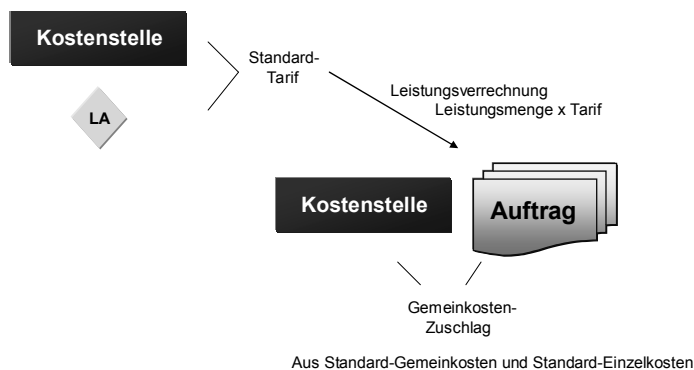 Kostenstelle
Standard-
Tarif
LA
Leistungsverrechnung
Leistungsmenge x Tarif
Kostenstelle
Auftrag
Gemeinkosten-
Zuschlag
Aus Standard-Gemeinkosten und Standard-Einzelkosten